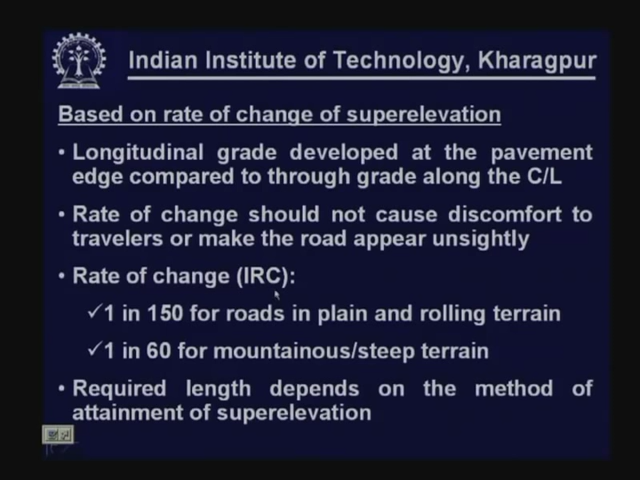 Indian Institute of Technology, Kharagpur
Based on rate of change of superelevation
• Longitudinal grade developed at the pavement
edge compared to through grade along the C/L
• Rate of change should not cause discomfort to
travelers or make the road appear unsightly
• Rate of change (IRC):
✓1 in 150 for roads in plain and rolling terrain
✓1 in 60 for mountainous/steep terrain
• Required length depends on the method of
attainment of superelevation